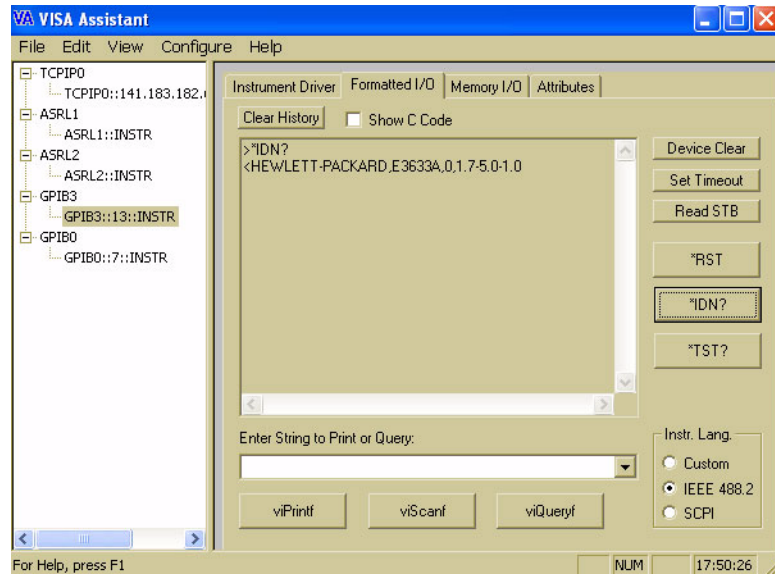 VA VISA Assistant
File Edit View Configure Help
TCPIP0
TCPIP0::141.183.182.
ASRL1
ASRL1::INSTR
ASRL2
ASRL2::INSTR
GPIB3
GPIB3::13::INSTR
GPIB0
GPIB0::7::INSTR
Instrument Driver Formatted I/O Memory I/O Attributes
Clear History Show C Code
>*IDN?
<HEWLETT-PACKARD,E3633A,0,1.7-5.0-1.0
Device Clear
Set Timeout
Read STB
*RST
*IDN?
*TST?
Enter String to Print or Query:
viPrintf viScanf viQueryf
Instr. Lang.
Custom
IEEE 488.2
SCPI
For Help, press F1 NUM 17:50:26